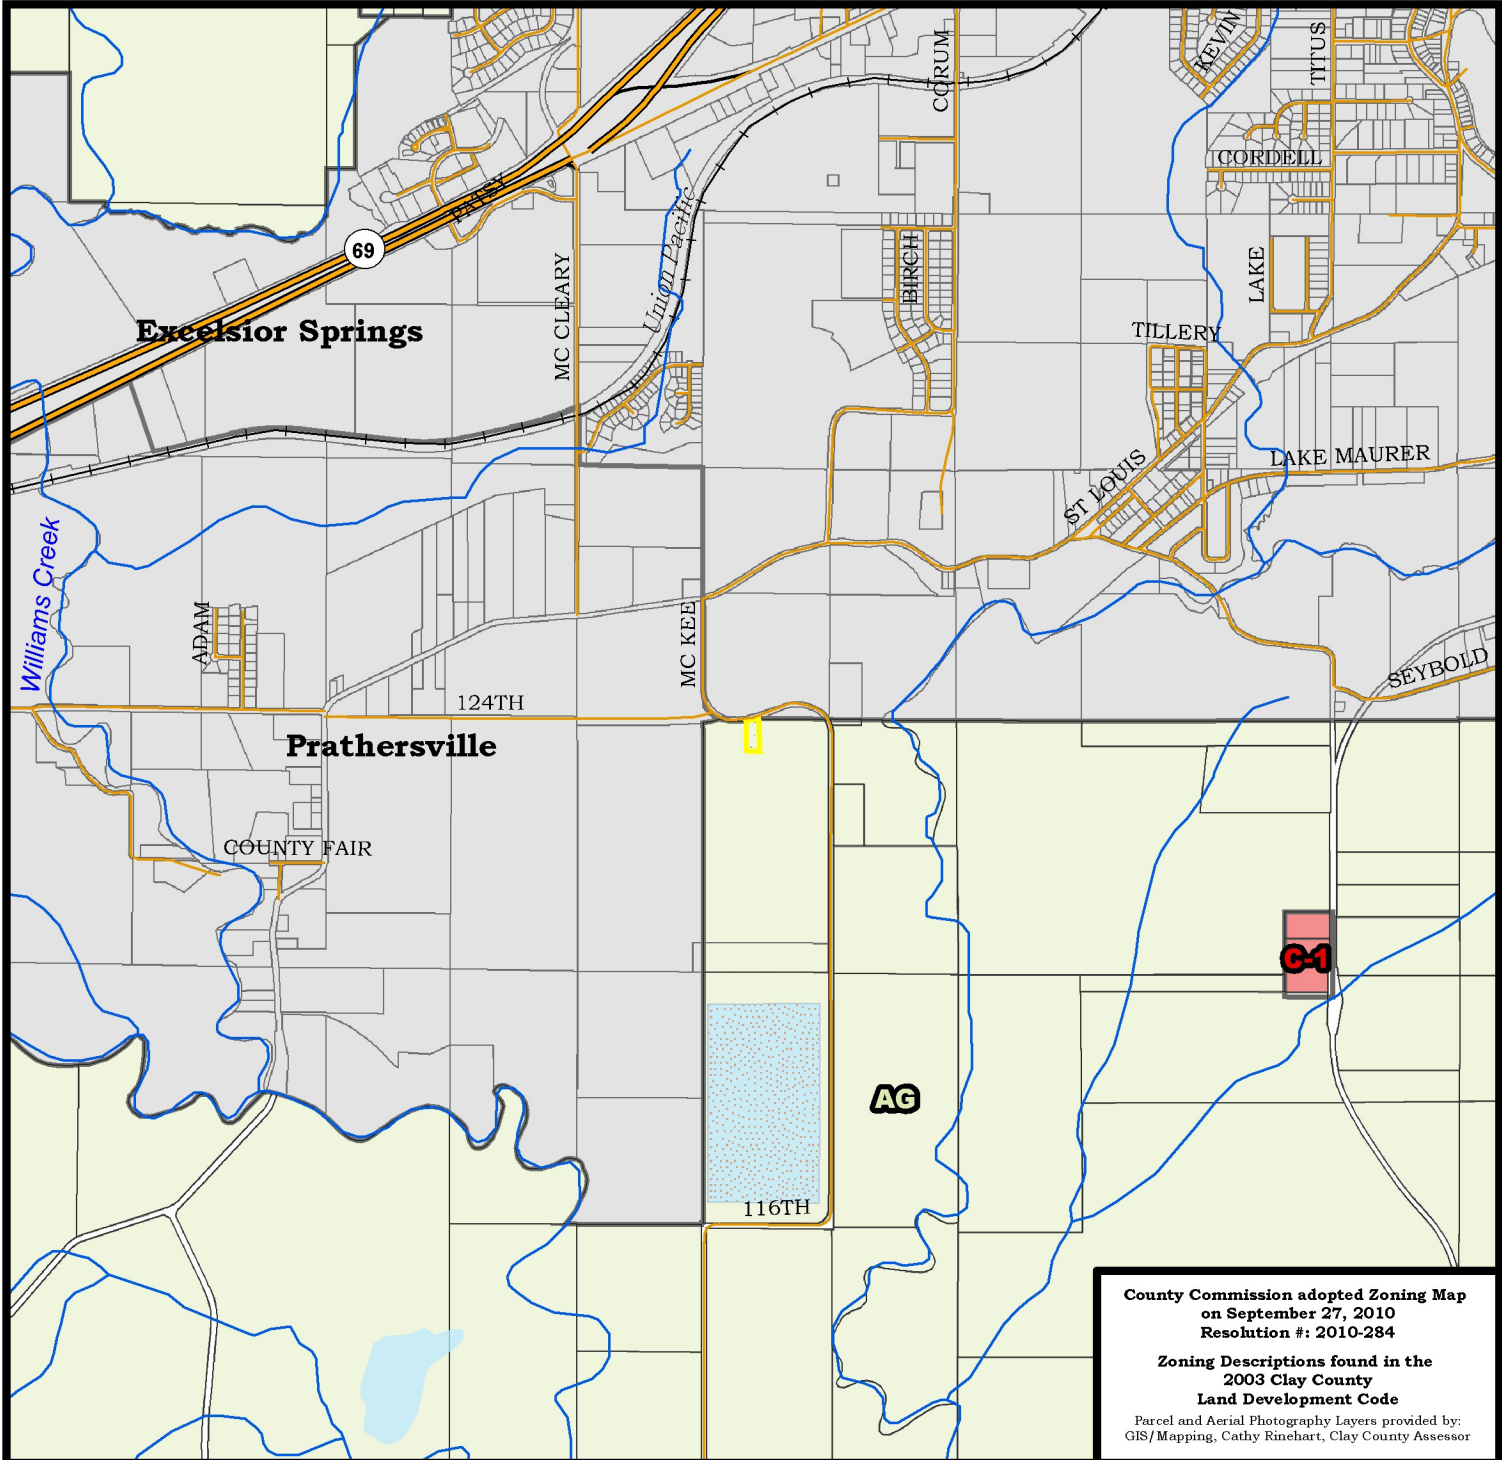 KEVIN
TITUS
CORUM
CORDELL
PATSY
69
Union Pacific
MC CLEARY
BIRCH
LAKE
Excelsior Springs
TILLERY
LAKE MAURER
ST LOUIS
Williams Creek
ADAM
MC KEE
SEYBOLD
124TH
Prathersville
COUNTY FAIR
C-1
AG
116TH
County Commission adopted Zoning Map
on September 27, 2010
Resolution #: 2010-284
Zoning Descriptions found in the
2003 Clay County
Land Development Code
Parcel and Aerial Photography Layers provided by:
GIS/Mapping, Cathy Rinehart, Clay County Assessor